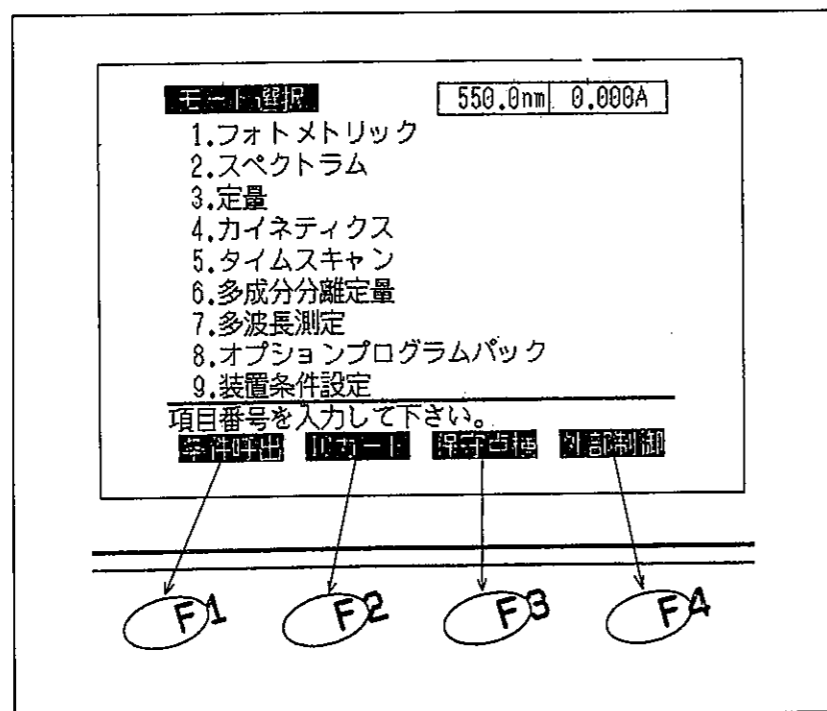 モード選択 550.0nm 0.000A
1.フォトメトリック
2.スペクトラム
3.定量
4.カイネティクス
5.タイムスキャン
6.多成分分離定量
7.多波長測定
8.オプションプログラムパック
9.装置条件設定
項目番号を入力して下さい。
条件呼出 ICカード 保守点検 外部制御
F1 F2 F3 F4